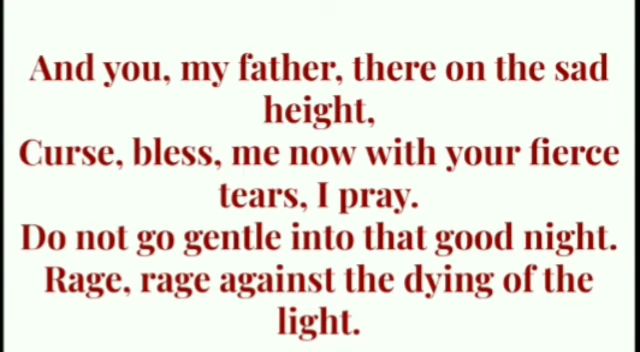 And you, my father, there on the sad
height,
Curse, bless, me now with your fierce
tears, I pray.
Do not go gentle into that good night.
Rage, rage against the dying of the
light.